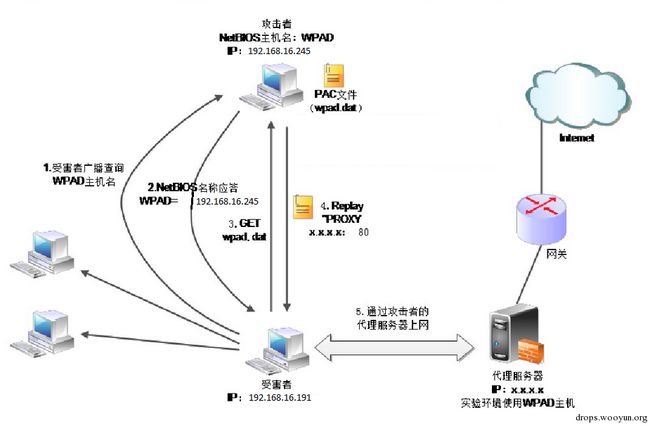 攻击者
NetBIOS主机名：WPAD
IP：192.168.16.245
PAC文件
（wpad.dat）
Internet
1.受害者广播查询
WPAD主机名
2.NetBIOS名称应答
WPAD= 192.168.16.245
3. GET
wpad.dat
4. Replay
"PROXY
x.x.x.x： 80
网关
5. 通过攻击者的
代理服务器上网
受害者
IP：192.168.16.191
代理服务器
IP：x.x.x.x
实验环境使用WPAD主机
drops.wooyun.org